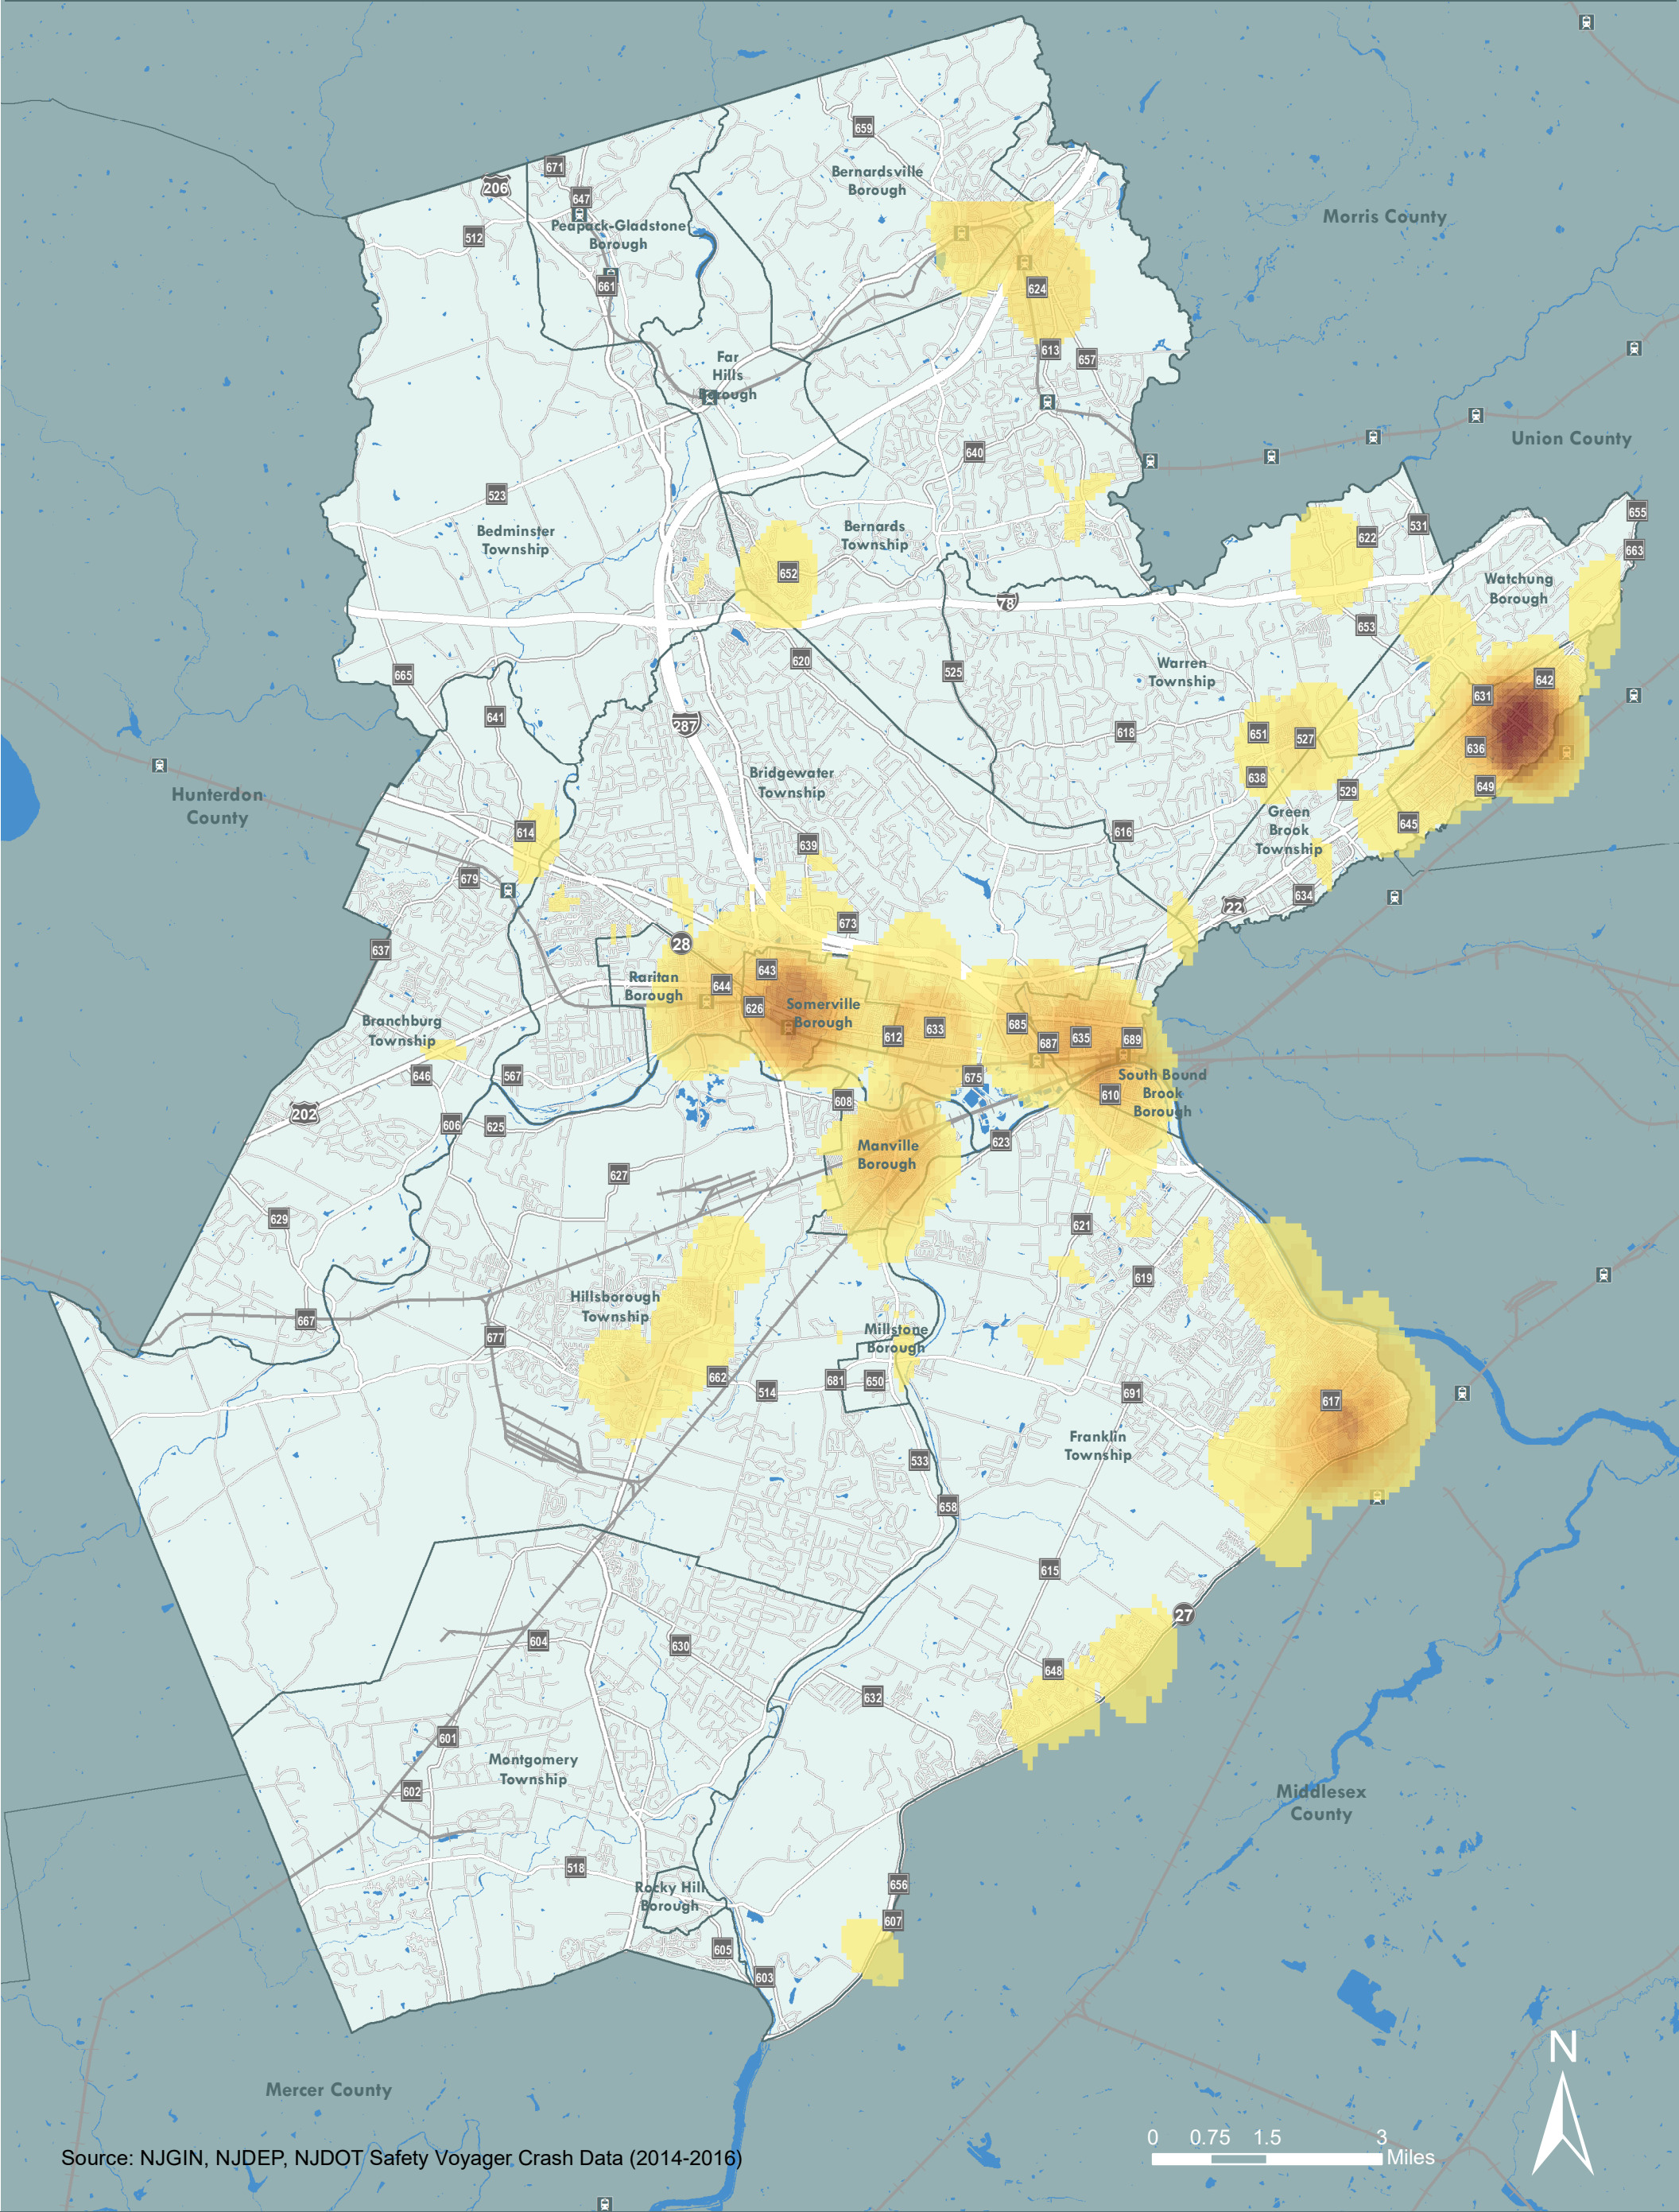 659
671
Bernardsville
Borough
206
647
Peapack-Gladstone
Borough
Morris County
512
661
624
613
657
Far
Hills
Borough
Union County
640
523
655
531
Bedminster
Township
Bernards
Township
622
663
652
Watchung
Borough
78
653
620
Warren
Township
525
665
642
631
641
287
618
651
527
636
Bridgewater
Township
638
649
Hunterdon
County
529
645
614
Green
Brook
Township
616
639
679
634
22
673
28
637
643
Raritan
Borough
644
626
Somerville
Borough
Branchburg
Township
612
633
685
687
635
689
646
567
675
South Bound
Brook
Borough
610
202
608
606
625
623
Manville
Borough
627
629
621
619
Hillsborough
Township
667
677
Millstone
Borough
662
514
681
650
691
617
Franklin
Township
533
658
615
27
604
630
648
632
601
Montgomery
Township
602
Middlesex
County
518
656
Rocky Hill
Borough
607
605
603
N
Mercer County
0 0.75 1.5 3
Miles
Source: NJGIN, NJDEP, NJDOT Safety Voyager Crash Data (2014-2016)